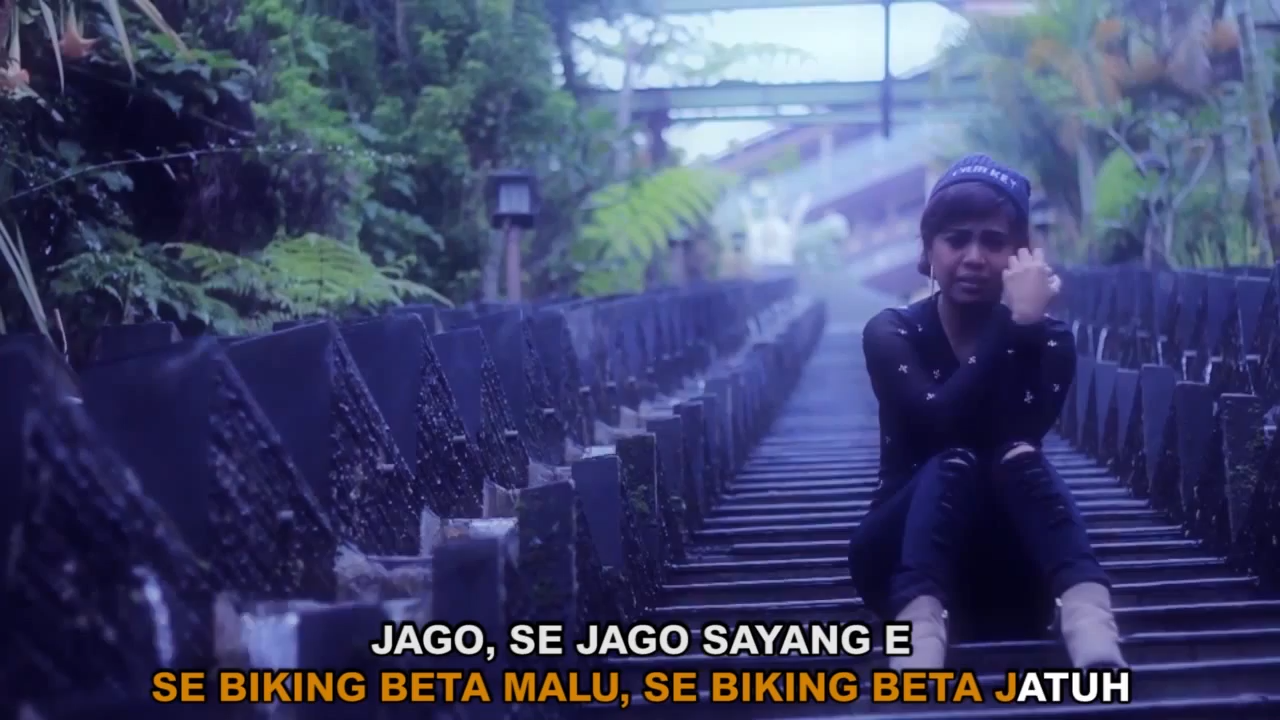 JAGO, SE JAGO SAYANG E
SE BIKING BETA MALU, SE BIKING BETA JATUH